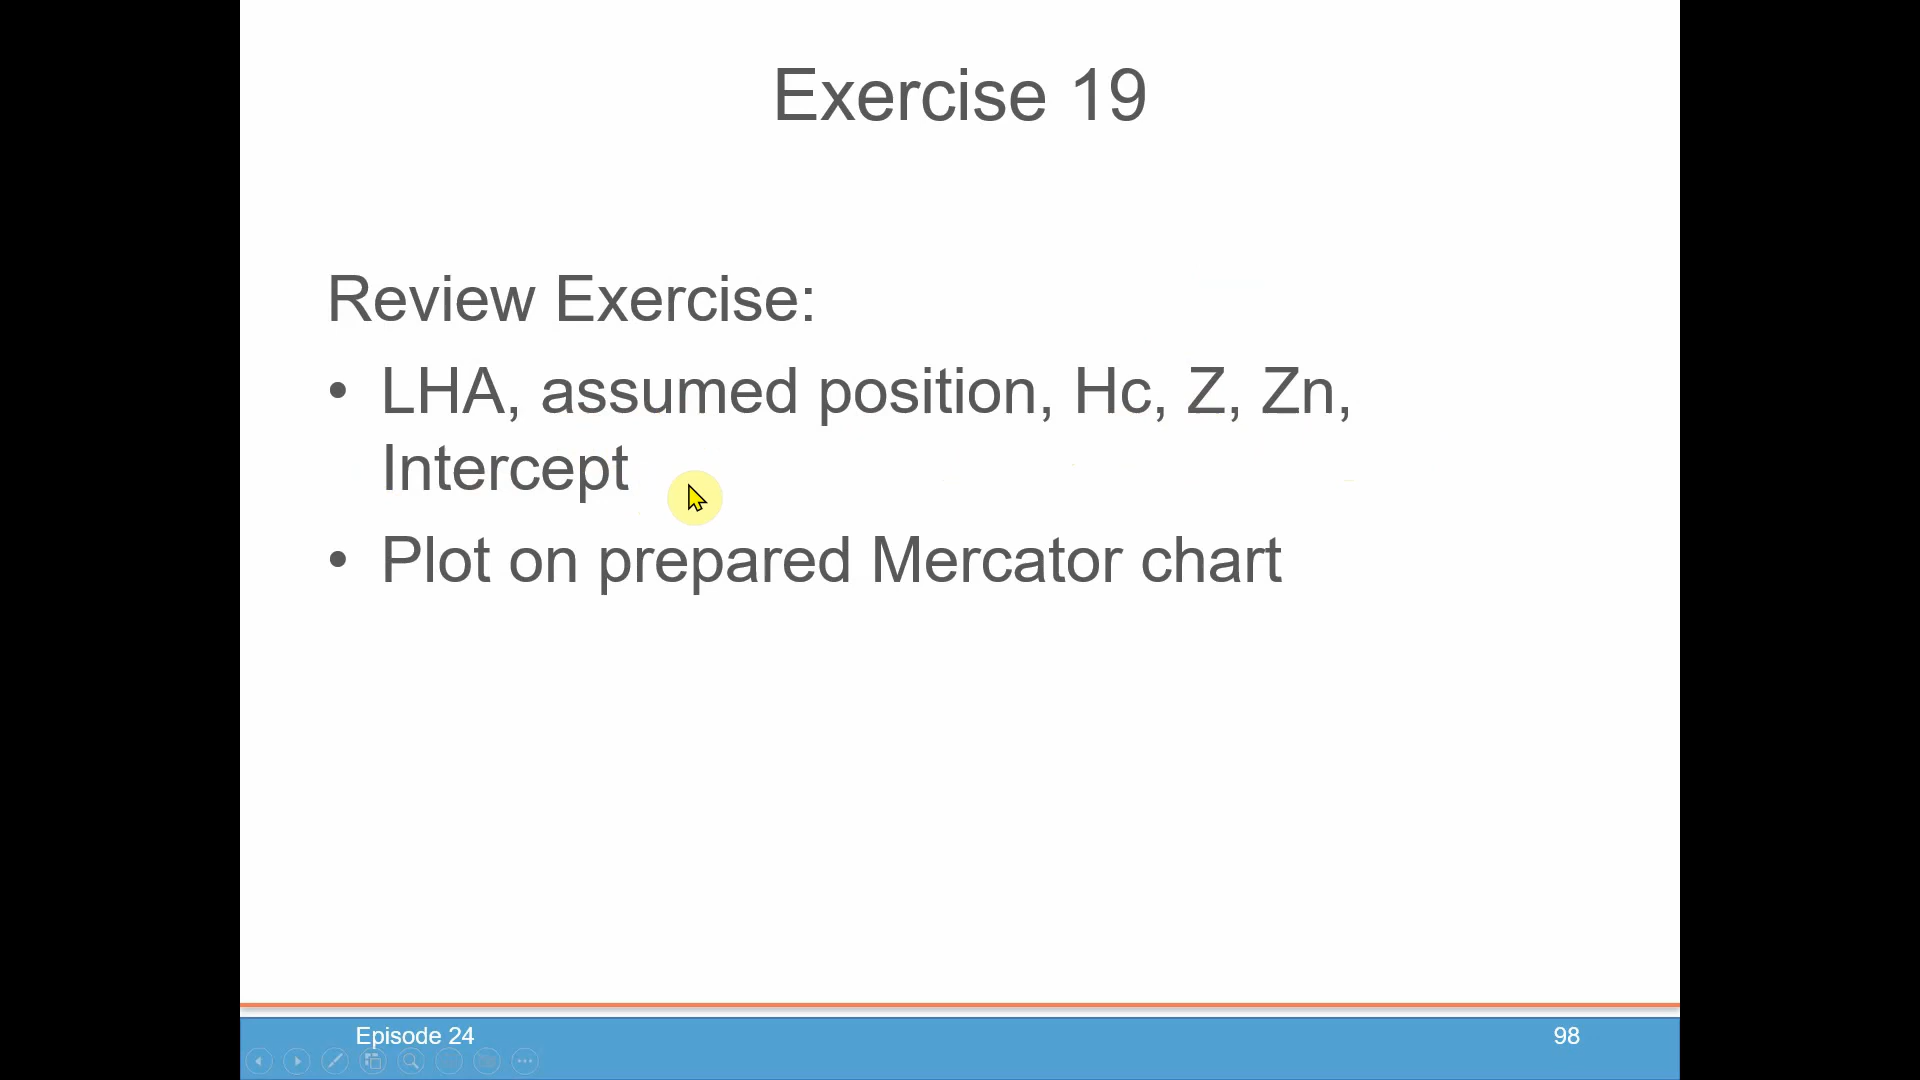 Exercise 19
Review Exercise:
• LHA, assumed position, Hc, Z, Zn,
Intercept
• Plot on prepared Mercator chart
Episode 24
98